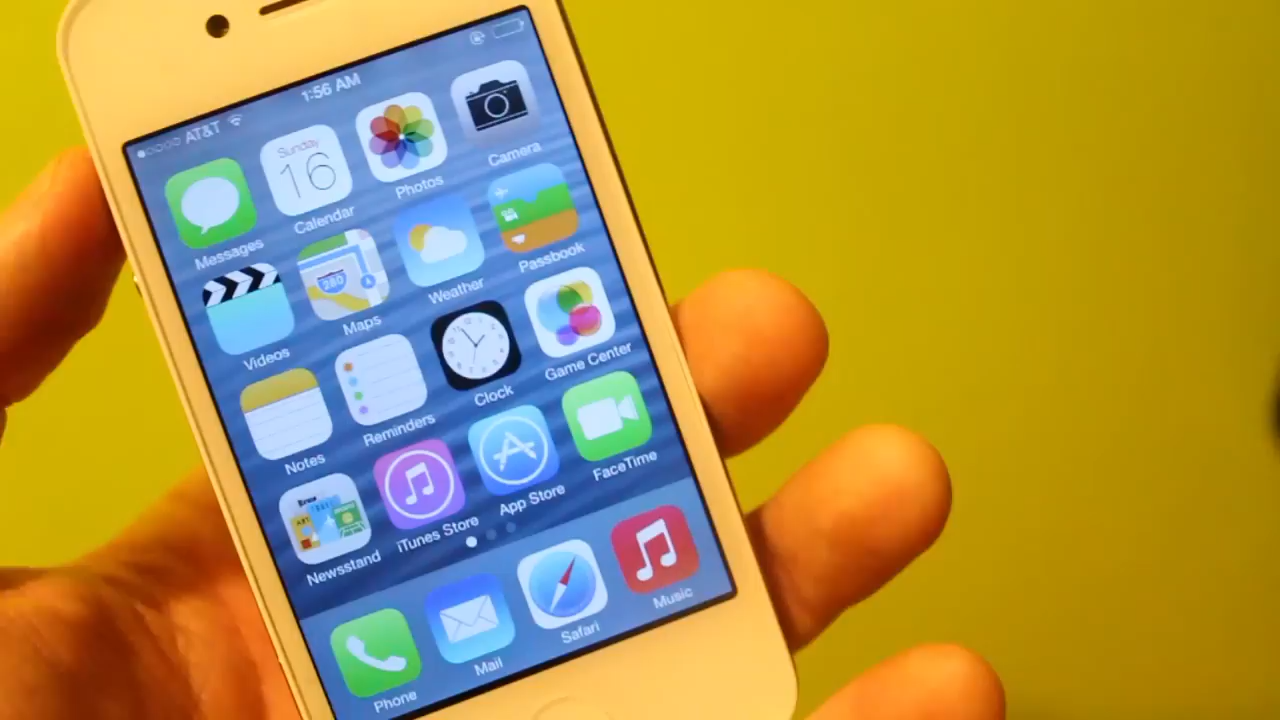 AT&T
1:56 AM
Sunday
16
Messages
Calendar
Photos
Camera
280
Videos
Maps
Weather
Passbook
Notes
Reminders
Clock
Game Center
Newsstand
iTunes Store
App Store
FaceTime
Phone
Mail
Safari
Music